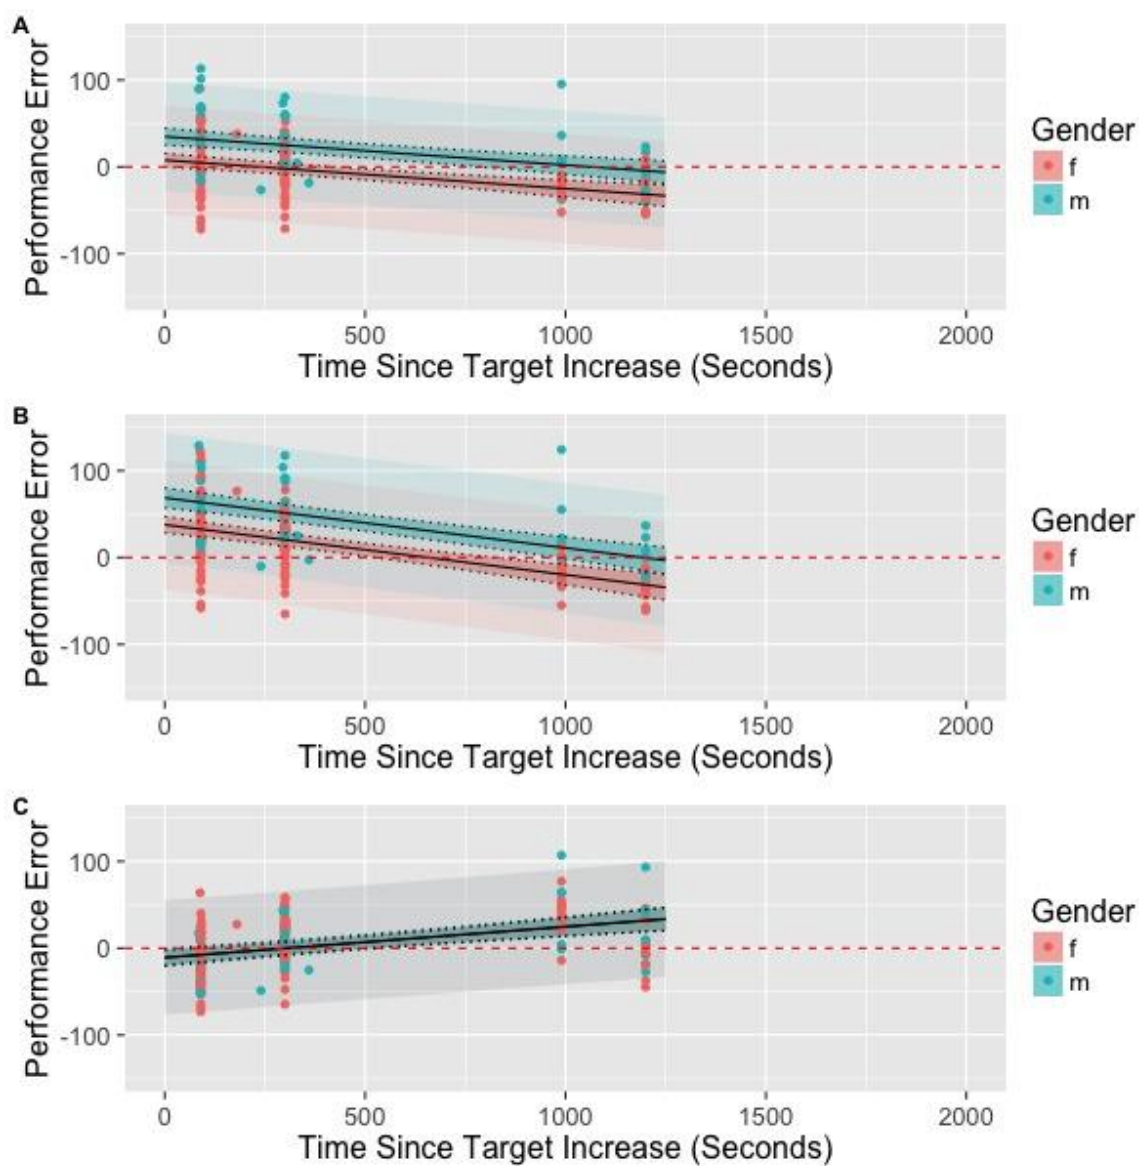 A
Performance Error
100
0
-100
0 500 1000 1500 2000
Time Since Target Increase (Seconds)
Gender
f
m
B
Performance Error
100
0
-100
0 500 1000 1500 2000
Time Since Target Increase (Seconds)
Gender
f
m
C
Performance Error
100
0
-100
0 500 1000 1500 2000
Time Since Target Increase (Seconds)
Gender
f
m